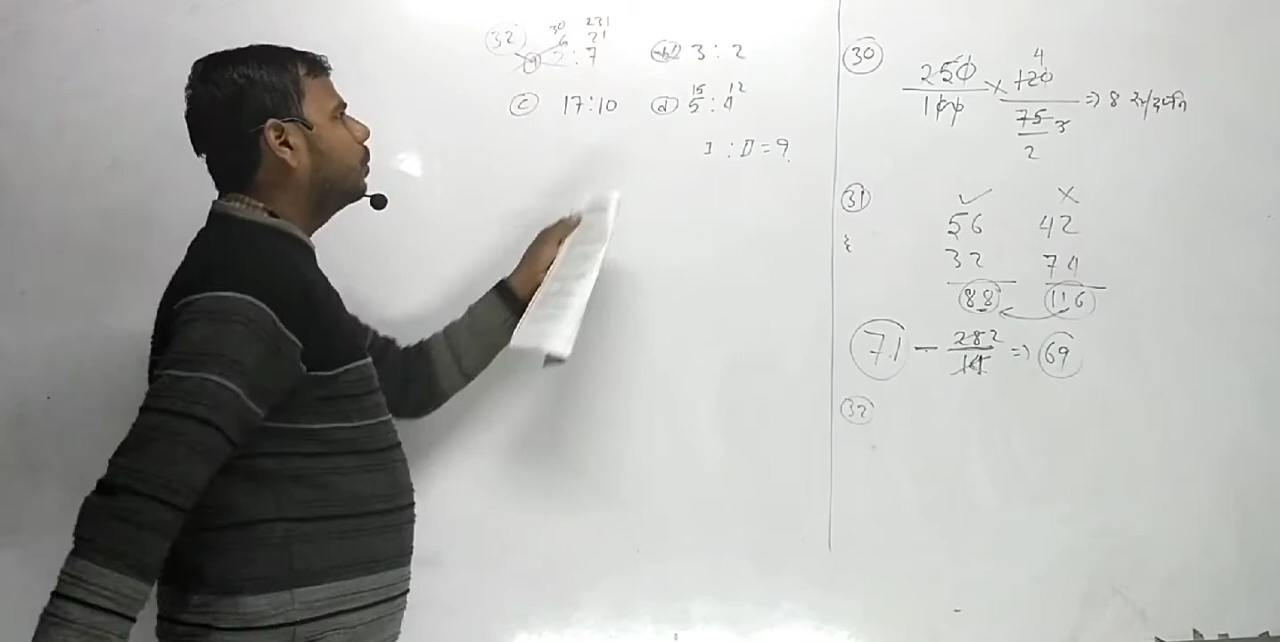 30 231
32 6 21
a 2 : 7 b 3 : 2
15 12
c 17:10 d 5 : 4
I : II = 9
30 250/100 × 120/75/2 4 3 ⇒ 8
31 ✓ ×
56 42
32 74
88 116
71 - 282/14 ⇒ 69
32